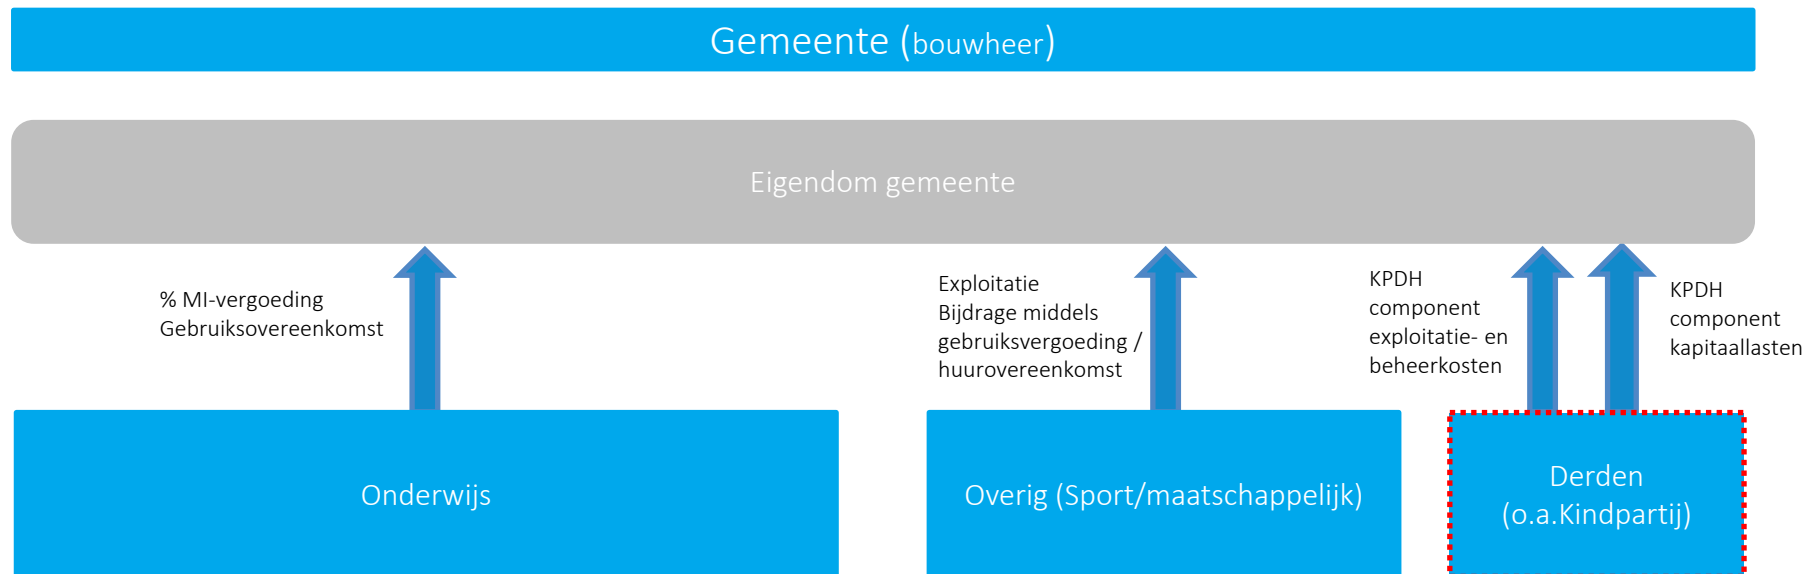 Gemeente (bouwheer)
Eigendom gemeente
% MI-vergoeding
Gebruiksovereenkomst
Exploitatie
Bijdrage middels
gebruiksvergoeding /
huurovereenkomst
KPDH
component
exploitatie- en
beheerkosten
KPDH
component
kapitaallasten
Onderwijs
Overig (Sport/maatschappelijk)
Derden
(o.a.Kindpartij)